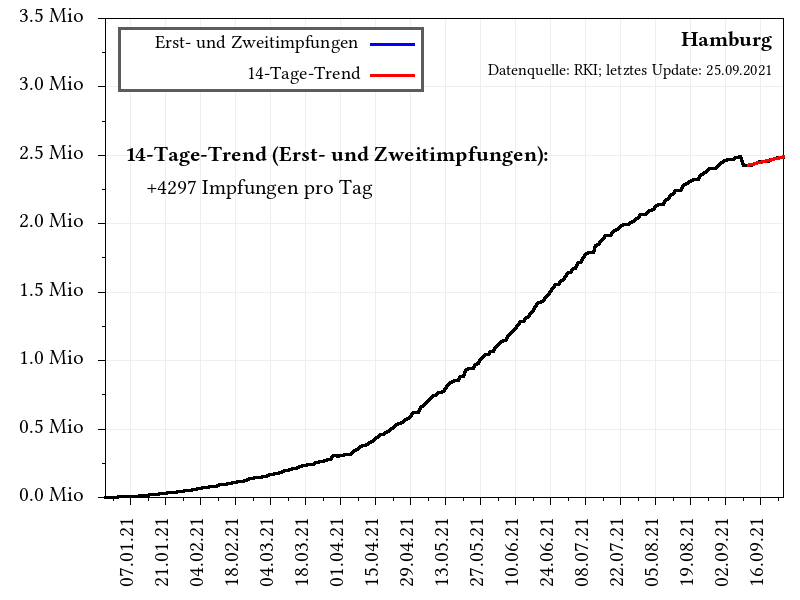 3.5 Mio
3.0 Mio
2.5 Mio
2.0 Mio
1.5 Mio
1.0 Mio
0.5 Mio
0.0 Mio
Erst- und Zweitimpfungen
14-Tage-Trend
Hamburg
Datenquelle: RKI; letztes Update: 25.09.2021
14-Tage-Trend (Erst- und Zweitimpfungen):
+4297 Impfungen pro Tag
07.01.21
21.01.21
04.02.21
18.02.21
04.03.21
18.03.21
01.04.21
15.04.21
29.04.21
13.05.21
27.05.21
10.06.21
24.06.21
08.07.21
22.07.21
05.08.21
19.08.21
02.09.21
16.09.21